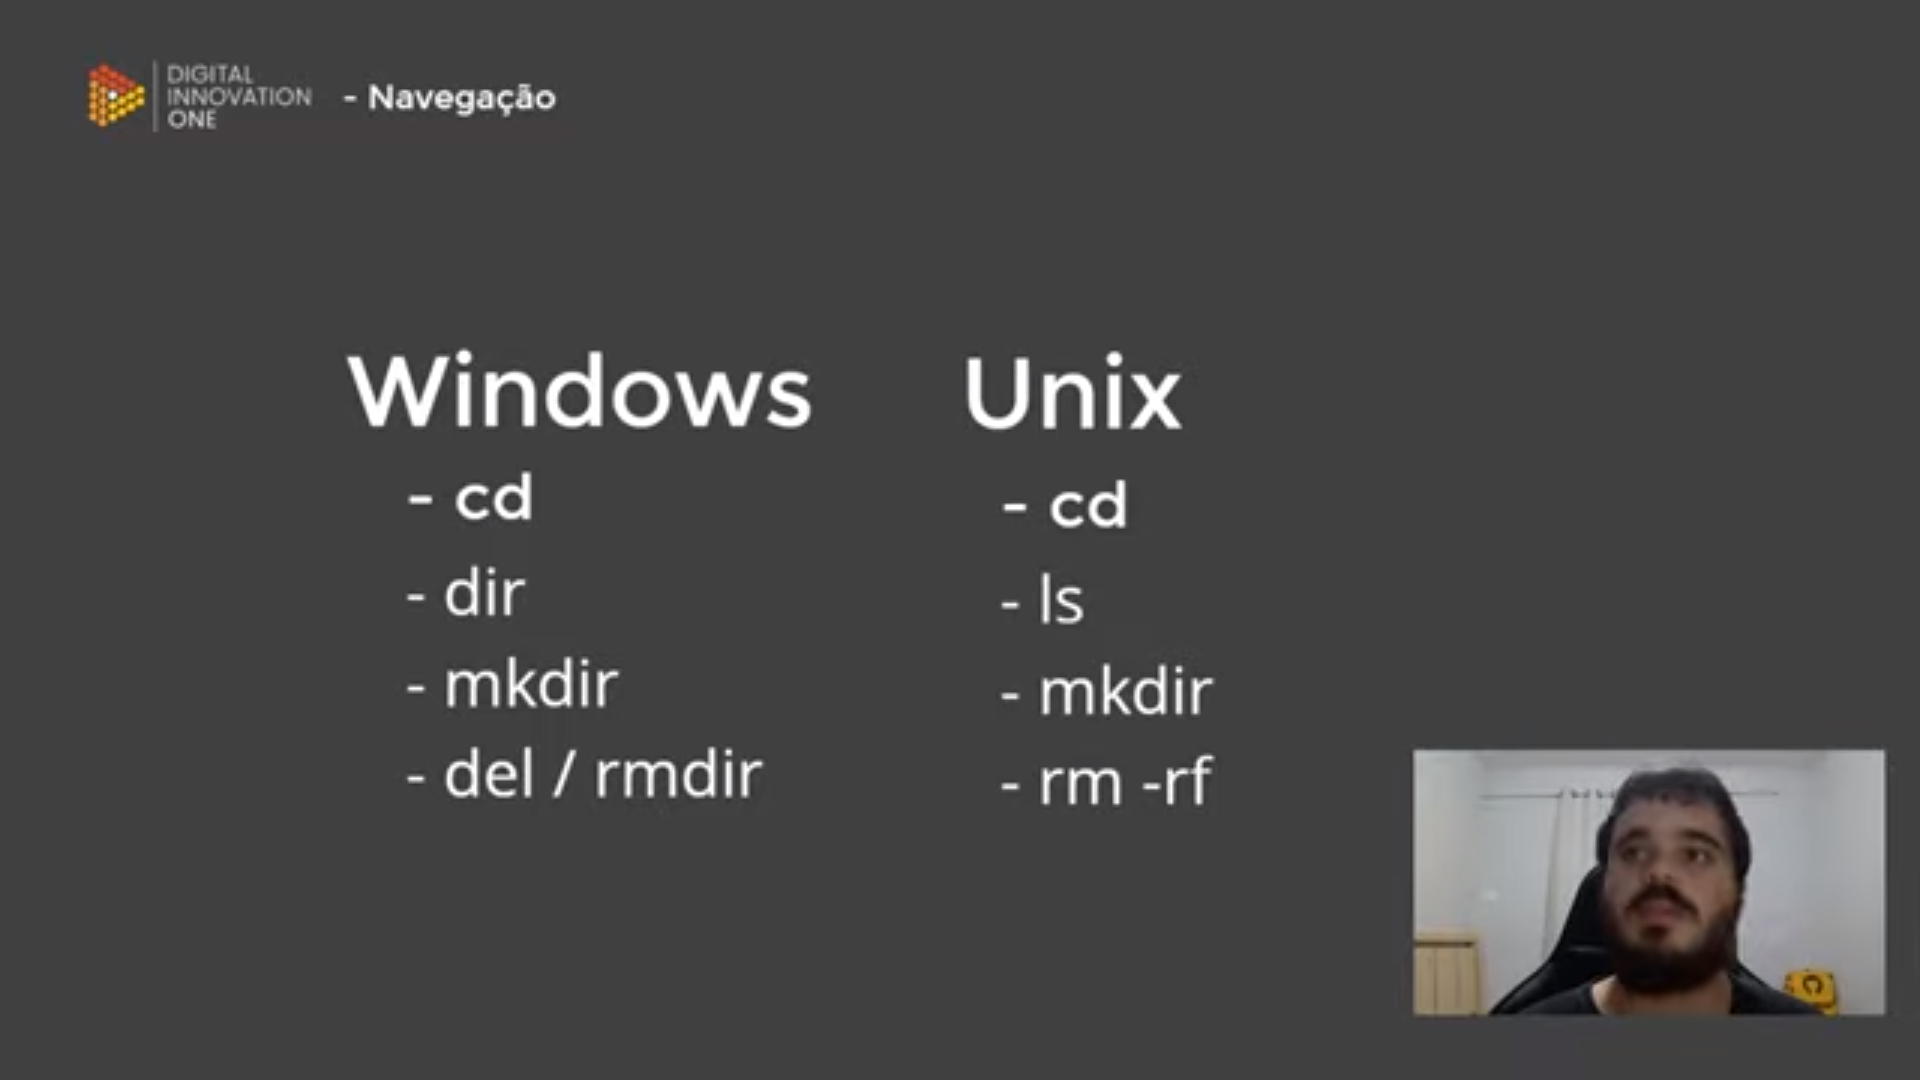 DIGITAL
INNOVATION
ONE
- Navegação
Windows
- cd
- dir
- mkdir
- del / rmdir
Unix
- cd
- ls
- mkdir
- rm -rf